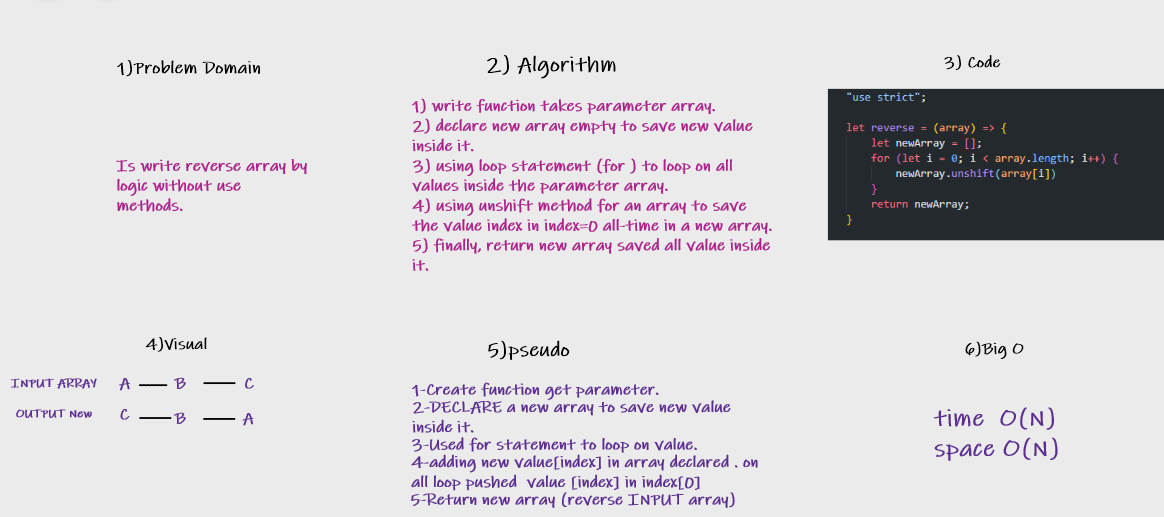 1)Problem Domain
Is write reverse array by
logic without use
methods.
2) Algorithm
1) write function takes parameter array.
2) declare new array empty to save new value
inside it.
3) using loop statement (for ) to loop on all
values inside the parameter array.
4) using unshift method for an array to save
the value index in index=0 all-time in a new array.
5) finally, return new array saved all value inside
it.
3) Code
"use strict";
let reverse = (array) => {
let newArray = [];
for (let i = 0; i < array.length; i++) {
newArray.unshift(array[i])
}
return newArray;
}
4)Visual
INPUT ARRAY A — B — C
OUTPUT New C — B — A
5)pseudo
1-Create function get parameter.
2-DECLARE a new array to save new value
inside it.
3-Used for statement to loop on value.
4-adding new value[index] in array declared . on
all loop pushed value [index] in index[0]
5-Return new array (reverse INPUT array)
6)Big O
time O(N)
space O(N)